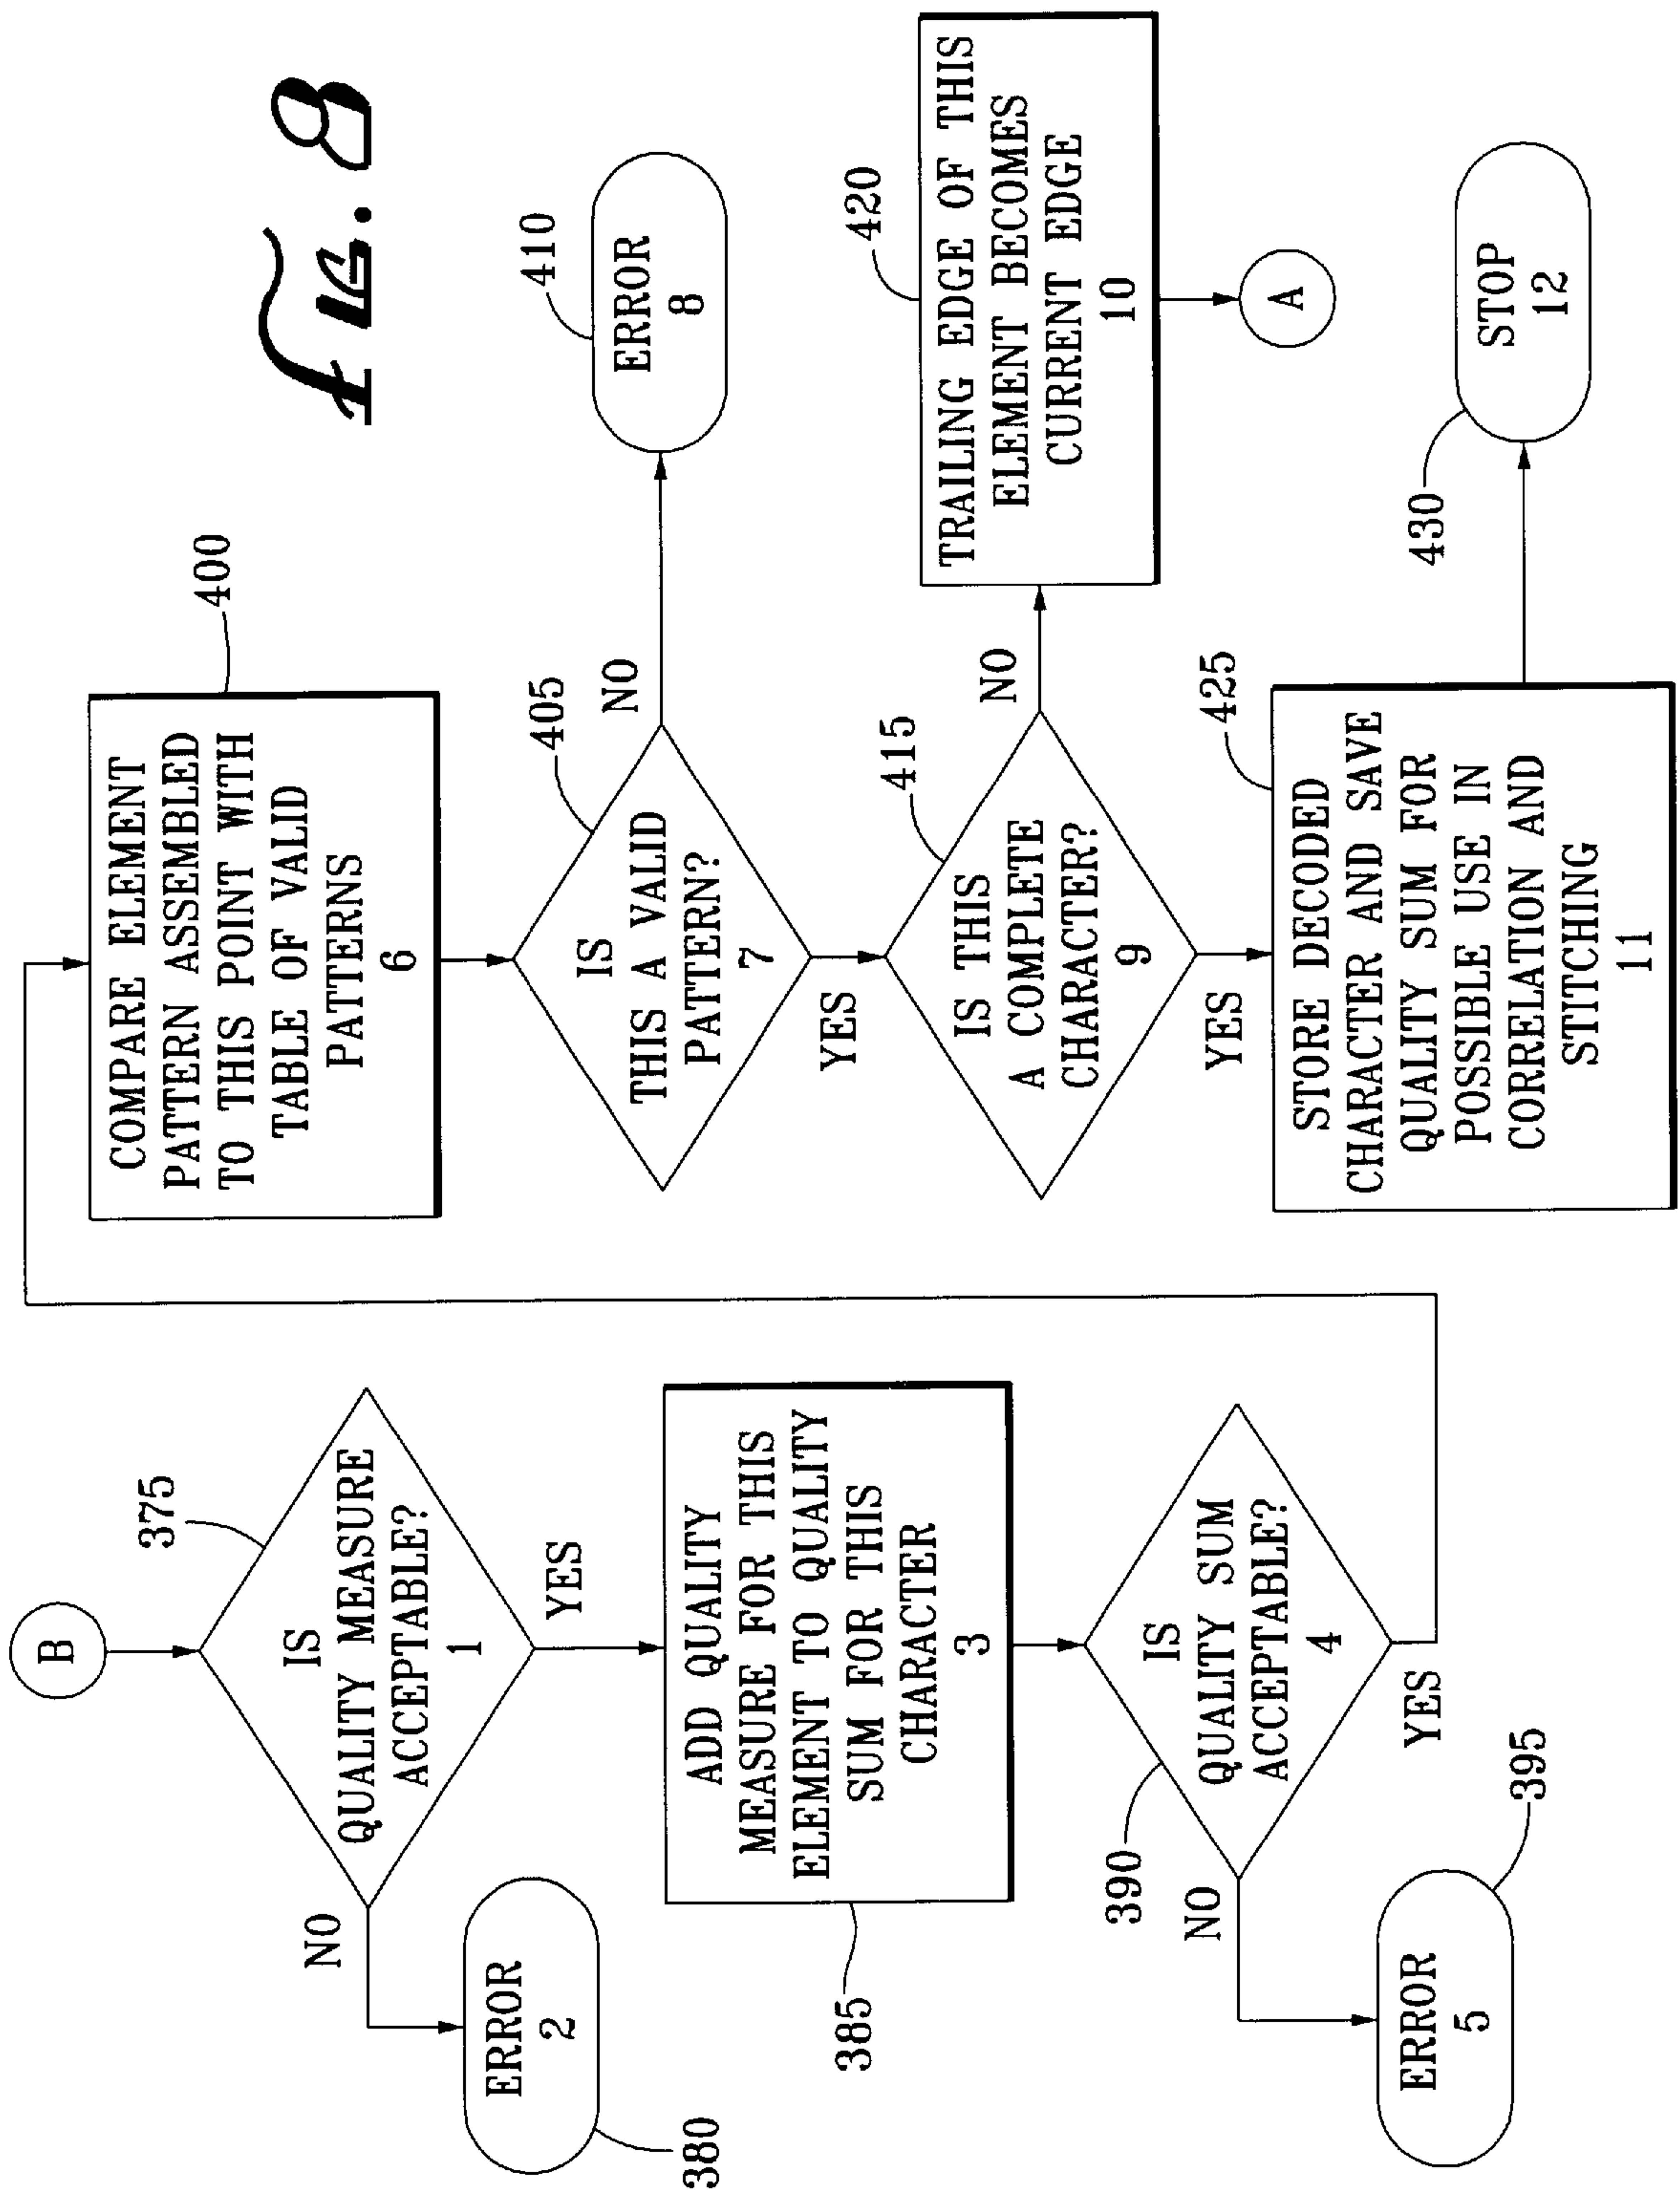 B
375
IS
QUALITY MEASURE
ACCEPTABLE?
1
NO
YES
ERROR
2
380
ADD QUALITY
MEASURE FOR THIS
ELEMENT TO QUALITY
SUM FOR THIS
CHARACTER
3
385
IS
QUALITY SUM
ACCEPTABLE?
4
390
NO
YES
ERROR
5
395
COMPARE ELEMENT
PATTERN ASSEMBLED
TO THIS POINT WITH
TABLE OF VALID
PATTERNS
6
400
IS
THIS A VALID
PATTERN?
7
405
NO
YES
ERROR
8
410
IS THIS
A COMPLETE
CHARACTER?
9
415
NO
YES
TRAILING EDGE OF THIS
ELEMENT BECOMES
CURRENT EDGE
10
420
A
STORE DECODED
CHARACTER AND SAVE
QUALITY SUM FOR
POSSIBLE USE IN
CORRELATION AND
STITCHING
11
425
STOP
12
430
FIG. 8